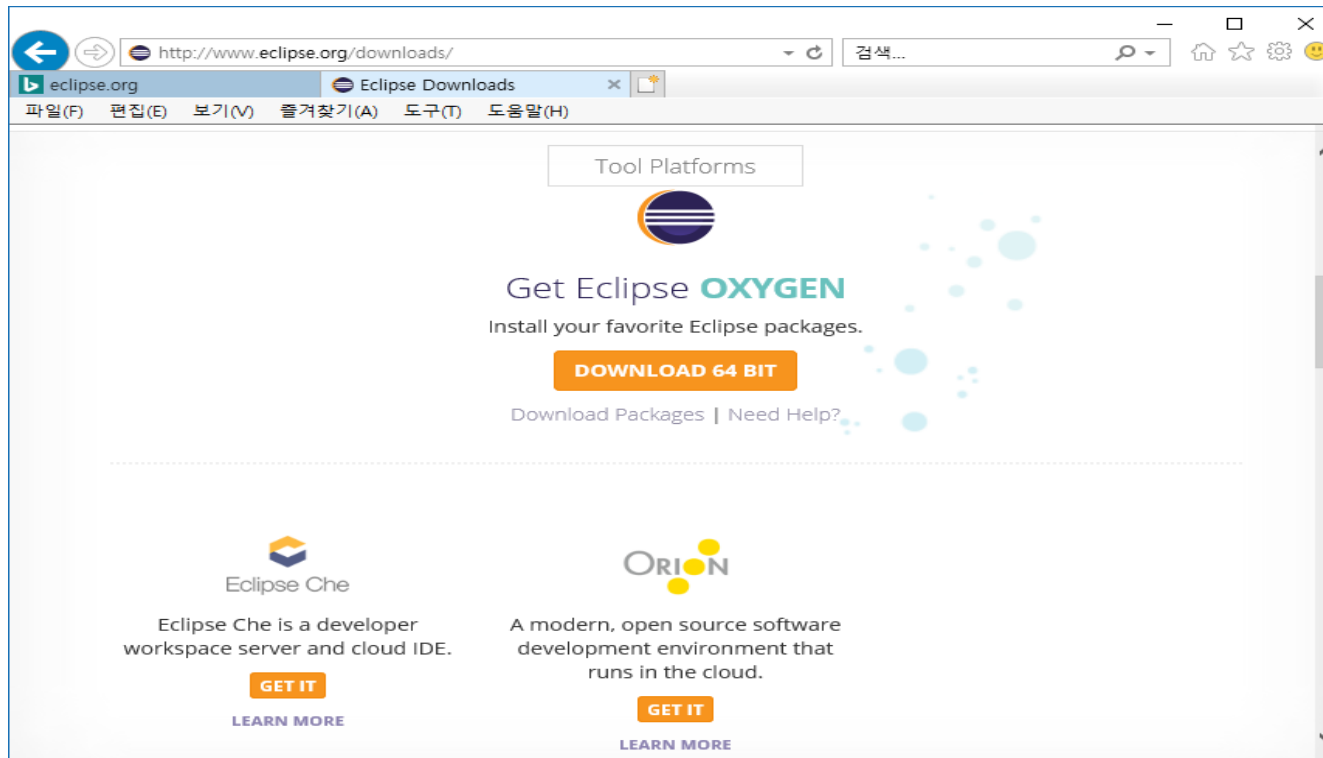 http://www.eclipse.org/downloads/
검색...
eclipse.org
Eclipse Downloads
파일(F) 편집(E) 보기(V) 즐겨찾기(A) 도구(T) 도움말(H)
Tool Platforms
Get Eclipse OXYGEN
Install your favorite Eclipse packages.
DOWNLOAD 64 BIT
Download Packages | Need Help?
Eclipse Che
Eclipse Che is a developer
workspace server and cloud IDE.
GET IT
LEARN MORE
ORION
A modern, open source software
development environment that
runs in the cloud.
GET IT
LEARN MORE